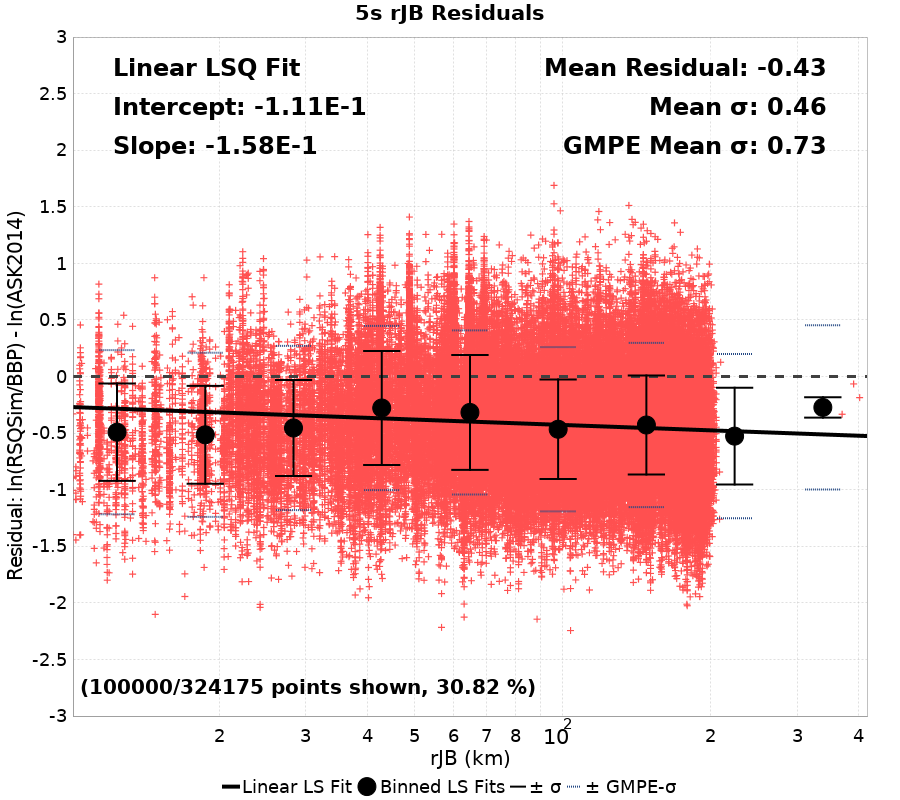 5s rJB Residuals
Linear LSQ Fit
Intercept: -1.11E-1
Slope: -1.58E-1
Mean Residual: -0.43
Mean σ: 0.46
GMPE Mean σ: 0.73
3
2.5
2
1.5
1
0.5
0
-0.5
-1
-1.5
-2
-2.5
-3
Residual: ln(RSQSim/BBP) - ln(ASK2014)
(100000/324175 points shown, 30.82 %)
2 3 4 5 6 7 8 10^2 2 3 4
rJB (km)
Linear LS Fit Binned LS Fits ± σ ± GMPE-σ